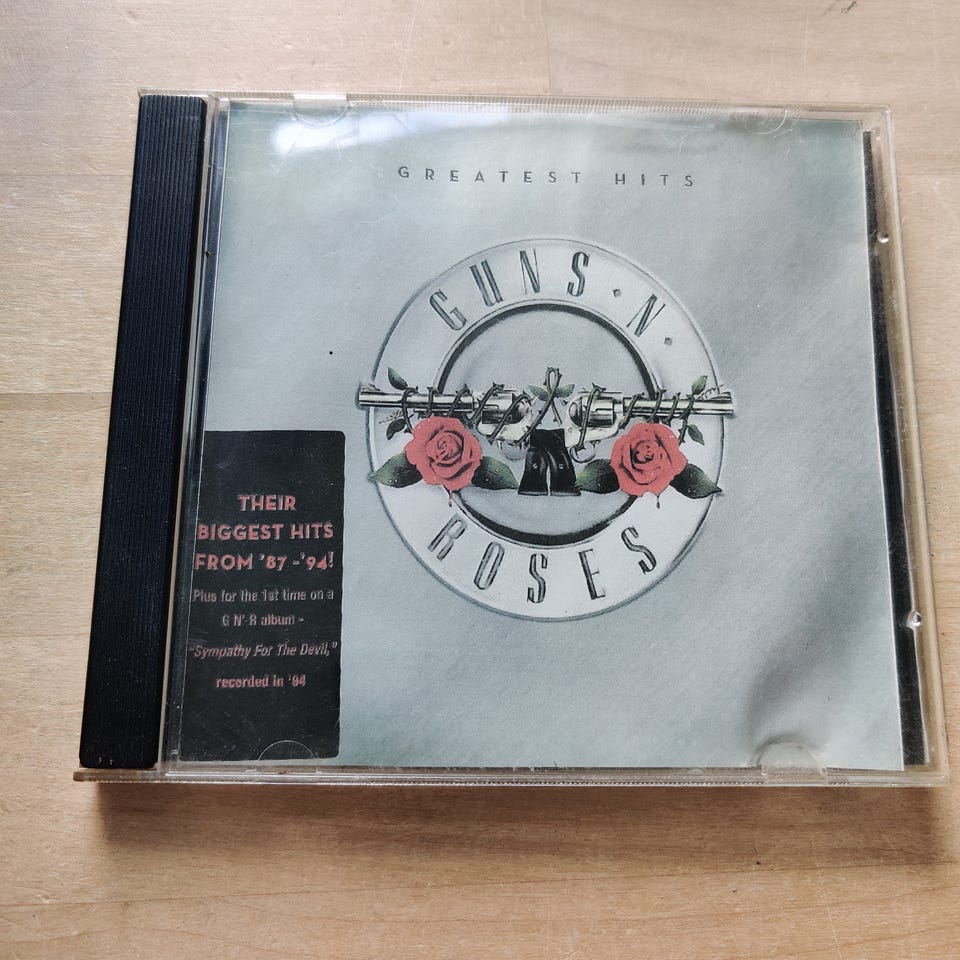 GREATEST HITS
GUNS · N ·
ROSES
THEIR
BIGGEST HITS
FROM '87 - '94!
Plus for the 1st time on a
G N'-R album -
"Sympathy For The Devil,"
recorded in '94